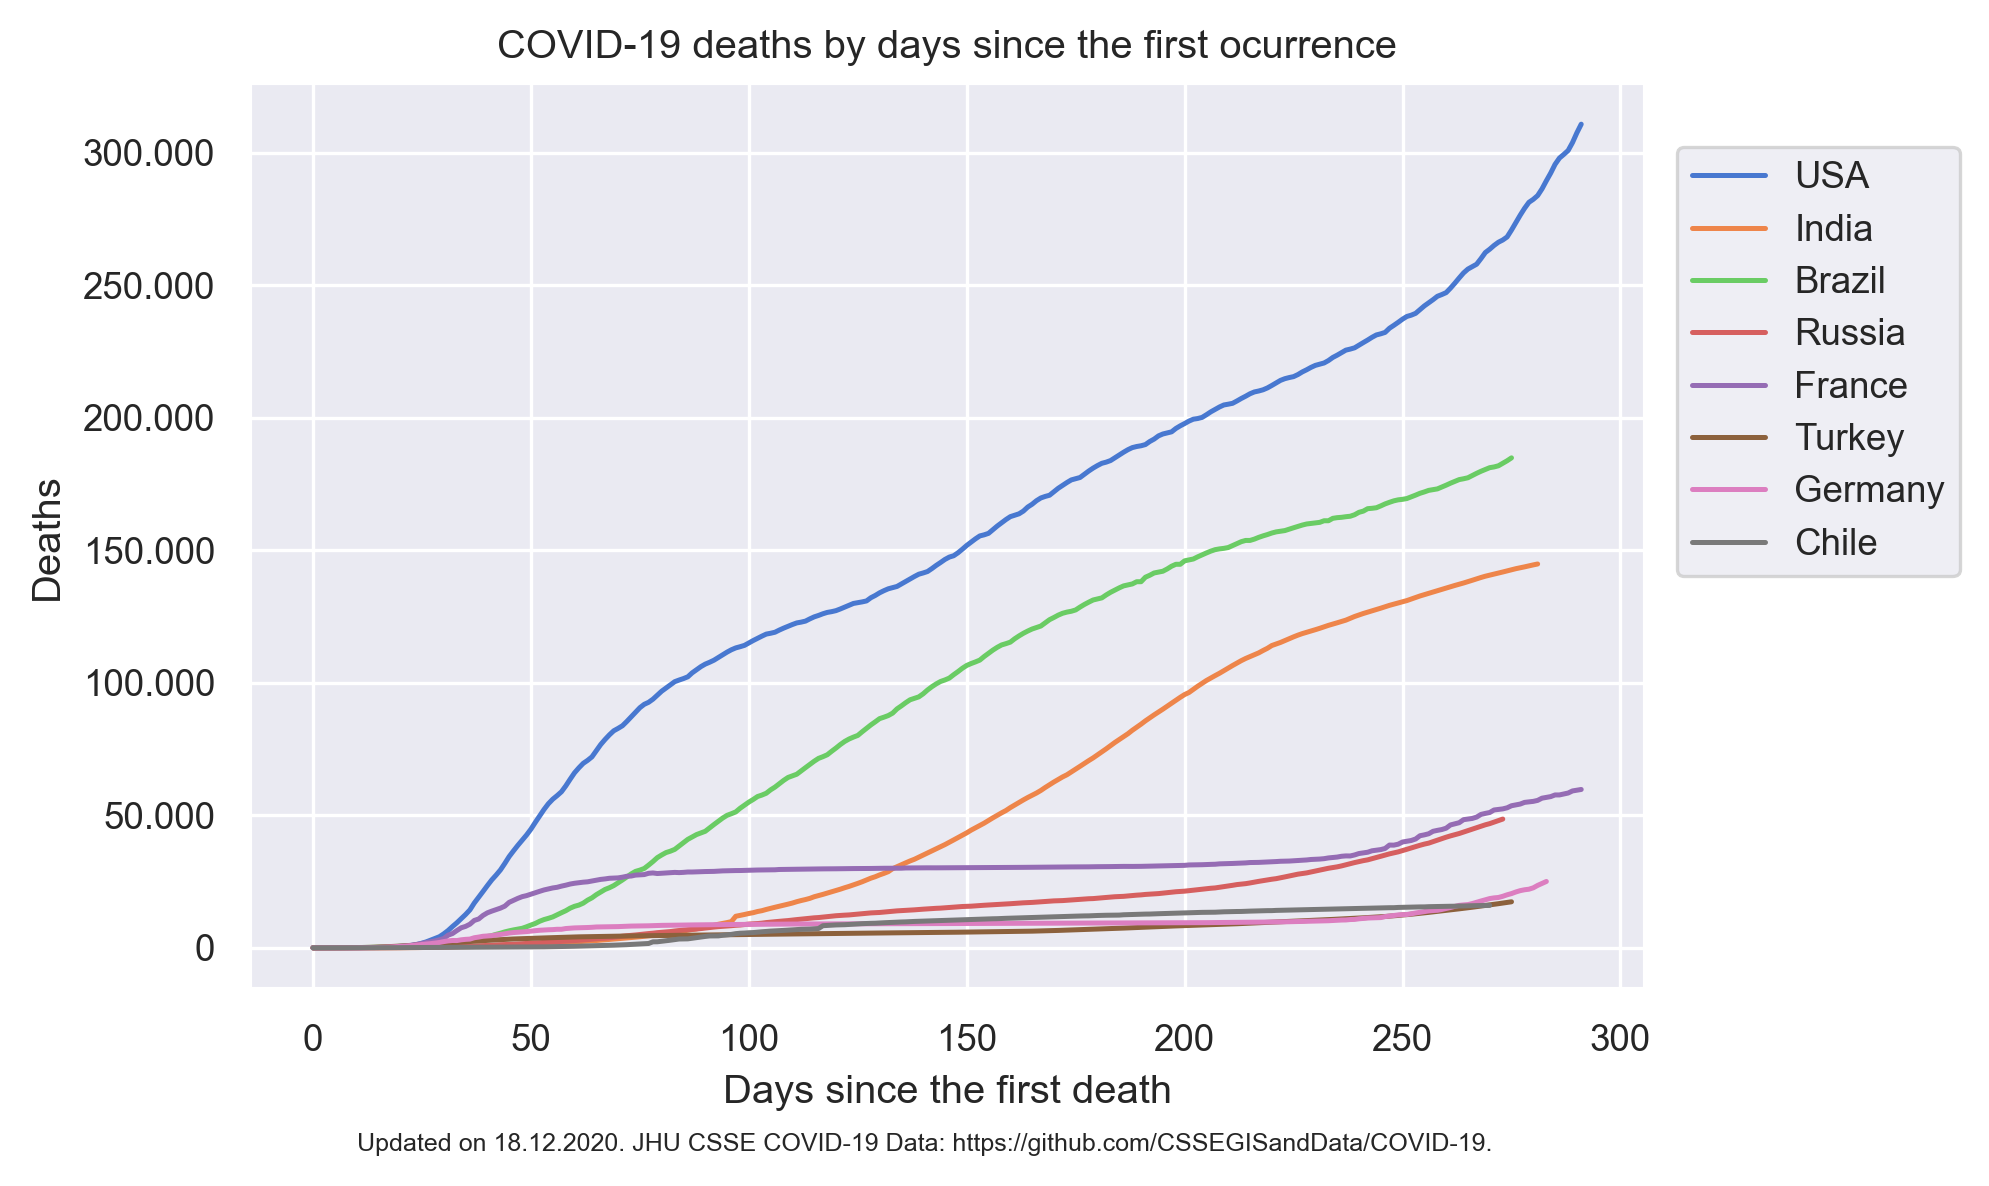 COVID-19 deaths by days since the first ocurrence
300.000
250.000
200.000
150.000
100.000
50.000
0
Deaths
0 50 100 150 200 250 300
Days since the first death
USA
India
Brazil
Russia
France
Turkey
Germany
Chile
Updated on 18.12.2020. JHU CSSE COVID-19 Data: https://github.com/CSSEGISandData/COVID-19.